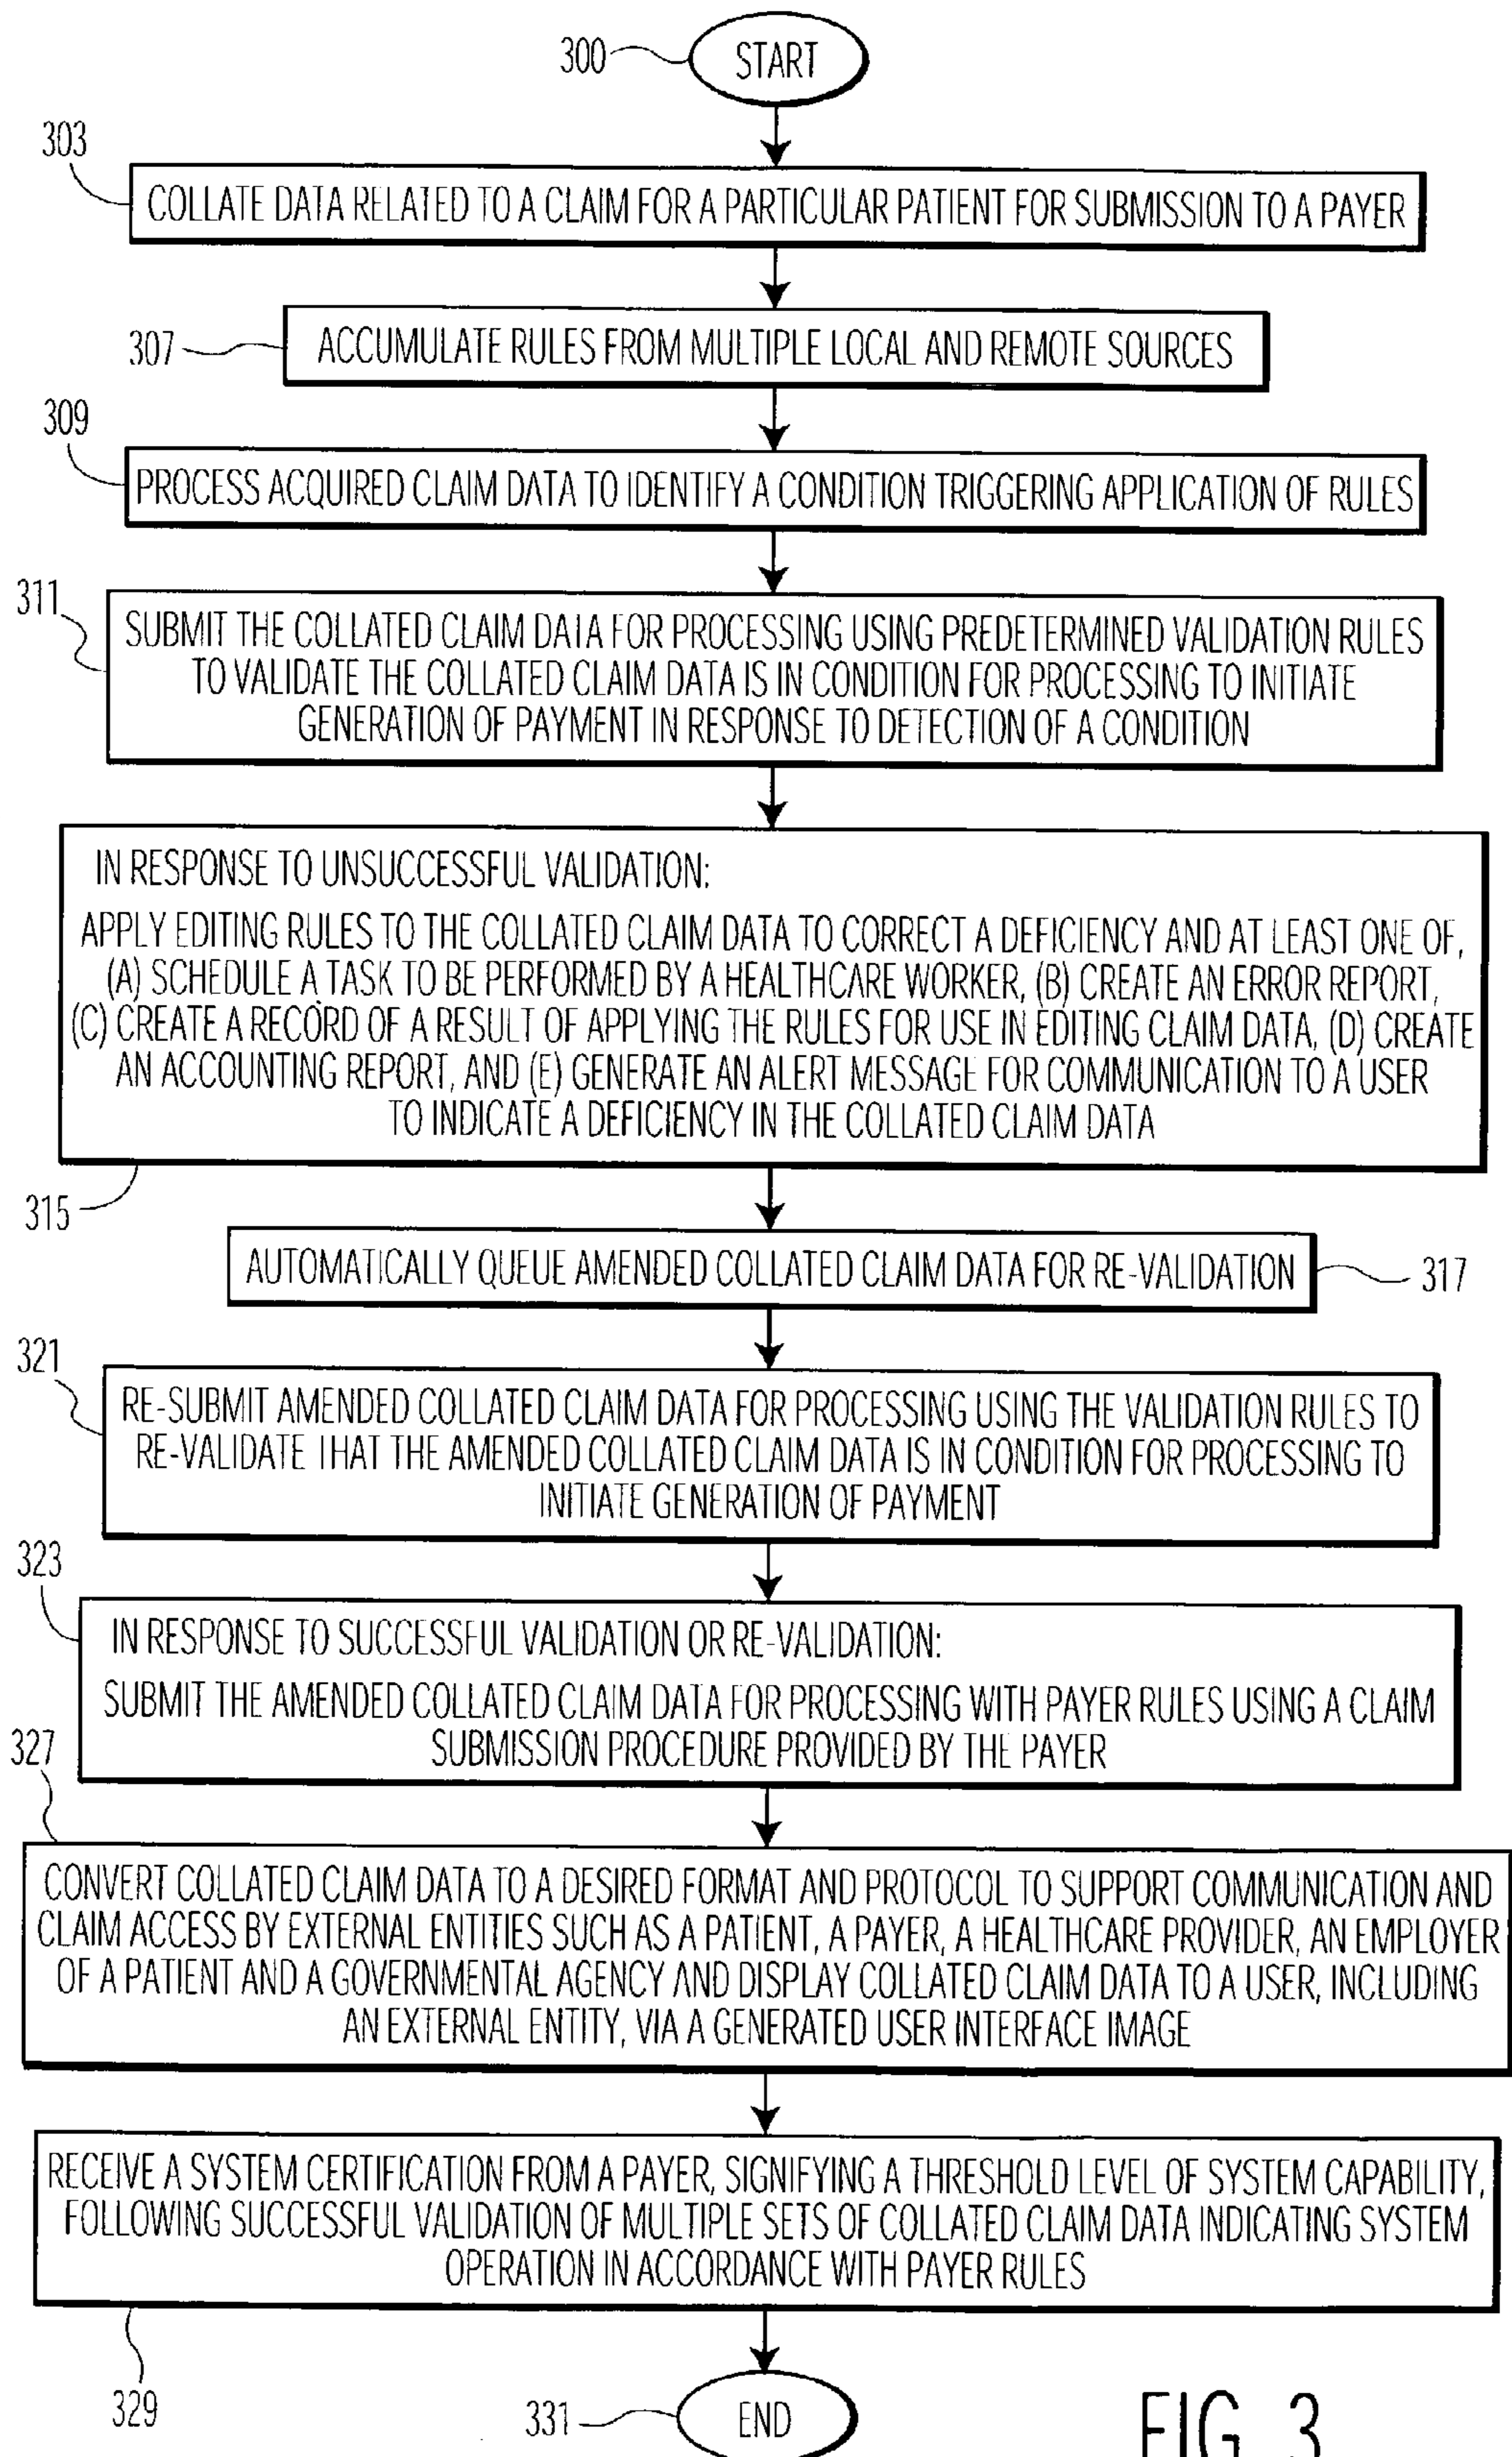 300
START
303
COLLATE DATA RELATED TO A CLAIM FOR A PARTICULAR PATIENT FOR SUBMISSION TO A PAYER
307
ACCUMULATE RULES FROM MULTIPLE LOCAL AND REMOTE SOURCES
309
PROCESS ACQUIRED CLAIM DATA TO IDENTIFY A CONDITION TRIGGERING APPLICATION OF RULES
311
SUBMIT THE COLLATED CLAIM DATA FOR PROCESSING USING PREDETERMINED VALIDATION RULES
TO VALIDATE THE COLLATED CLAIM DATA IS IN CONDITION FOR PROCESSING TO INITIATE
GENERATION OF PAYMENT IN RESPONSE TO DETECTION OF A CONDITION
IN RESPONSE TO UNSUCCESSFUL VALIDATION:
APPLY EDITING RULES TO THE COLLATED CLAIM DATA TO CORRECT A DEFICIENCY AND AT LEAST ONE OF,
(A) SCHEDULE A TASK TO BE PERFORMED BY A HEALTHCARE WORKER, (B) CREATE AN ERROR REPORT,
(C) CREATE A RECORD OF A RESULT OF APPLYING THE RULES FOR USE IN EDITING CLAIM DATA, (D) CREATE
AN ACCOUNTING REPORT, AND (E) GENERATE AN ALERT MESSAGE FOR COMMUNICATION TO A USER
TO INDICATE A DEFICIENCY IN THE COLLATED CLAIM DATA
315
AUTOMATICALLY QUEUE AMENDED COLLATED CLAIM DATA FOR RE-VALIDATION
317
321
RE-SUBMIT AMENDED COLLATED CLAIM DATA FOR PROCESSING USING THE VALIDATION RULES TO
RE-VALIDATE THAT THE AMENDED COLLATED CLAIM DATA IS IN CONDITION FOR PROCESSING TO
INITIATE GENERATION OF PAYMENT
323
IN RESPONSE TO SUCCESSFUL VALIDATION OR RE-VALIDATION:
SUBMIT THE AMENDED COLLATED CLAIM DATA FOR PROCESSING WITH PAYER RULES USING A CLAIM
SUBMISSION PROCEDURE PROVIDED BY THE PAYER
327
CONVERT COLLATED CLAIM DATA TO A DESIRED FORMAT AND PROTOCOL TO SUPPORT COMMUNICATION AND
CLAIM ACCESS BY EXTERNAL ENTITIES SUCH AS A PATIENT, A PAYER, A HEALTHCARE PROVIDER, AN EMPLOYER
OF A PATIENT AND A GOVERNMENTAL AGENCY AND DISPLAY COLLATED CLAIM DATA TO A USER, INCLUDING
AN EXTERNAL ENTITY, VIA A GENERATED USER INTERFACE IMAGE
RECEIVE A SYSTEM CERTIFICATION FROM A PAYER, SIGNIFYING A THRESHOLD LEVEL OF SYSTEM CAPABILITY,
FOLLOWING SUCCESSFUL VALIDATION OF MULTIPLE SETS OF COLLATED CLAIM DATA INDICATING SYSTEM
OPERATION IN ACCORDANCE WITH PAYER RULES
329
331
END
FIG. 3